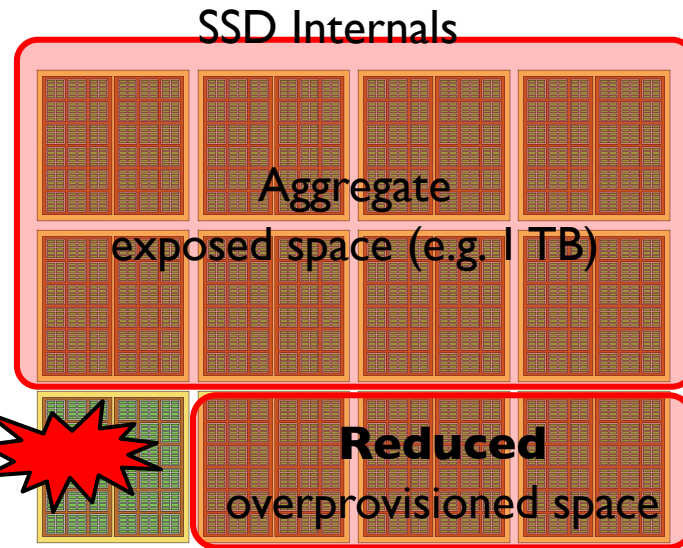 SSD Internals
Aggregate
exposed space (e.g. 1 TB)
Reduced
overprovisioned space